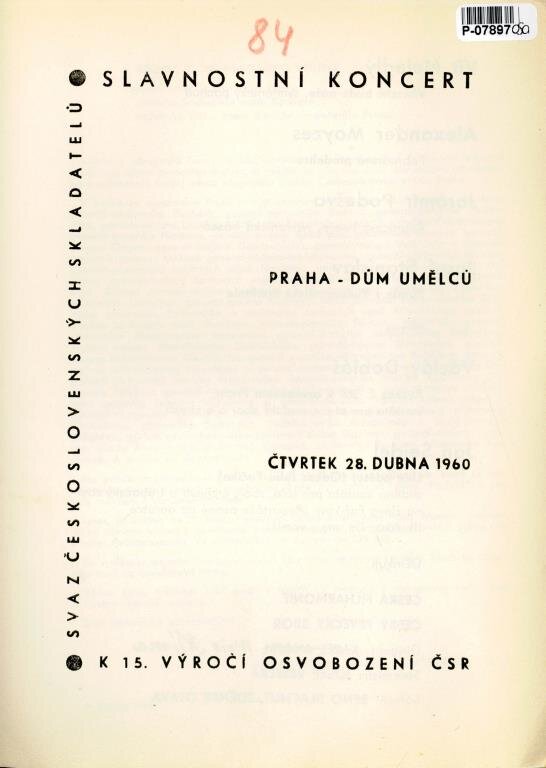 84
P-07897
SLAVNOSTNÍ KONCERT
SVAZ ČESKOSLOVENSKÝCH SKLADATELŮ
PRAHA - DŮM UMĚLCŮ
ČTVRTEK 28. DUBNA 1960
K 15. VÝROČÍ OSVOBOZENÍ ČSR